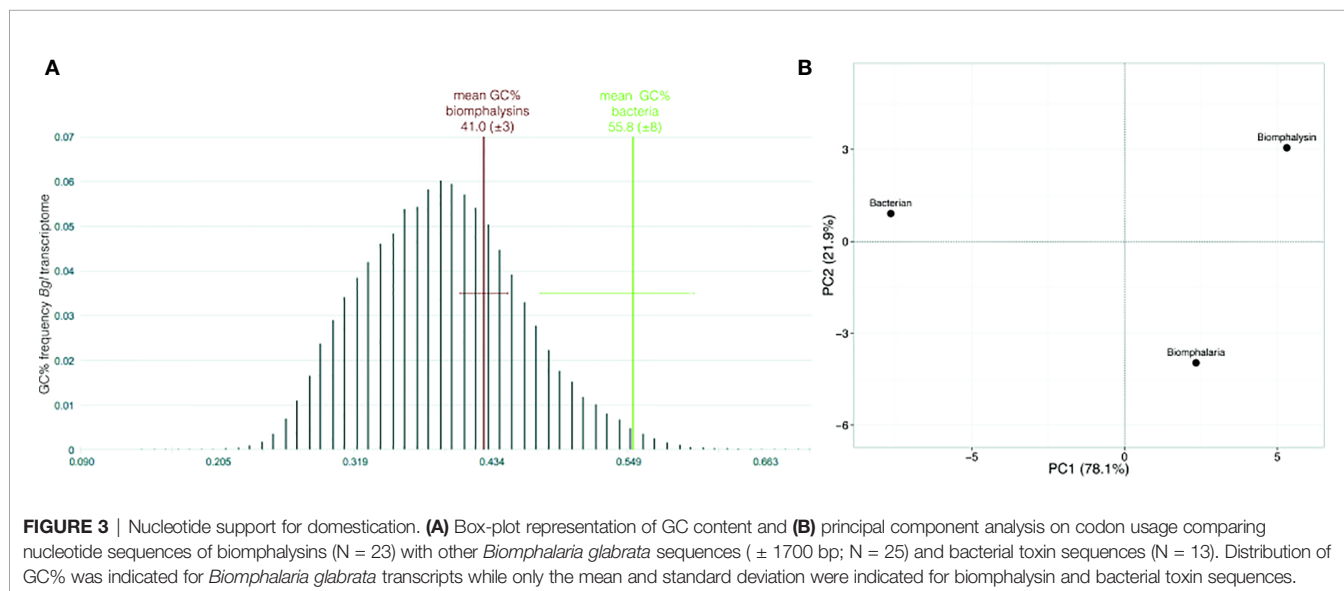 A
mean GC%
biomphalysins
41.0 (±3)
mean GC%
bacteria
55.8 (±8)
GC% frequency Bgl transcriptome
0.07
0.06
0.05
0.04
0.03
0.02
0.01
0
0.090
0.205
0.319
0.434
0.549
0.663
B
PC2 (21.9%)
3
0
−3
−6
Biomphalysin
Bacterian
Biomphalaria
−5
0
5
PC1 (78.1%)
FIGURE 3 | Nucleotide support for domestication. (A) Box-plot representation of GC content and (B) principal component analysis on codon usage comparing
nucleotide sequences of biomphalysins (N = 23) with other Biomphalaria glabrata sequences ( ± 1700 bp; N = 25) and bacterial toxin sequences (N = 13). Distribution of
GC% was indicated for Biomphalaria glabrata transcripts while only the mean and standard deviation were indicated for biomphalysin and bacterial toxin sequences.